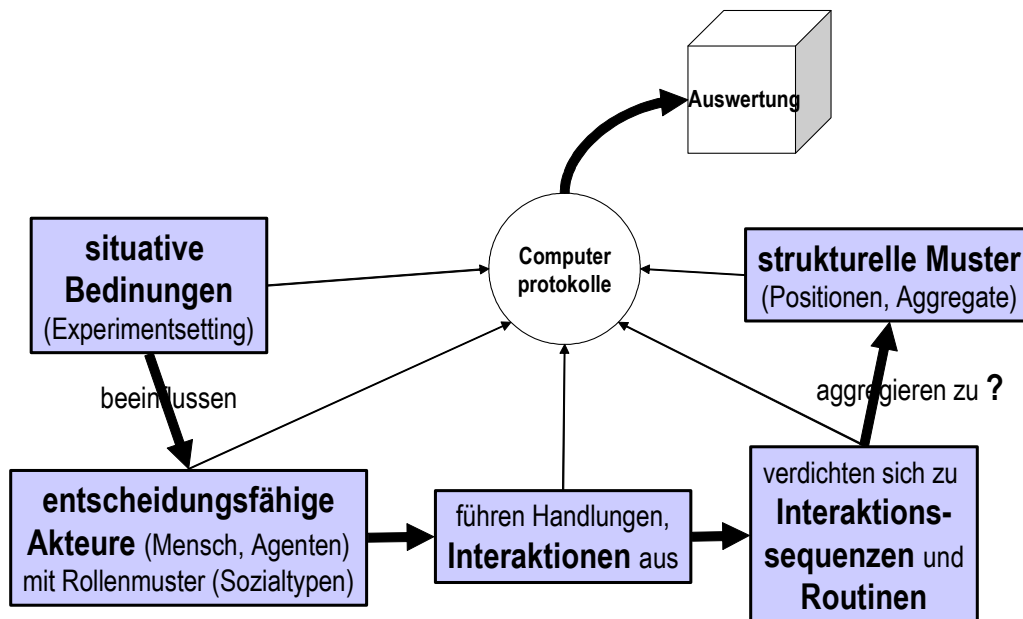 Auswertung
situative
Bedinungen
(Experimentsetting)
Computer
protokolle
strukturelle Muster
(Positionen, Aggregate)
beeinflussen
aggregieren zu ?
entscheidungsfähige
Akteure (Mensch, Agenten)
mit Rollenmuster (Sozialtypen)
führen Handlungen,
Interaktionen aus
verdichten sich zu
Interaktions-
sequenzen und
Routinen